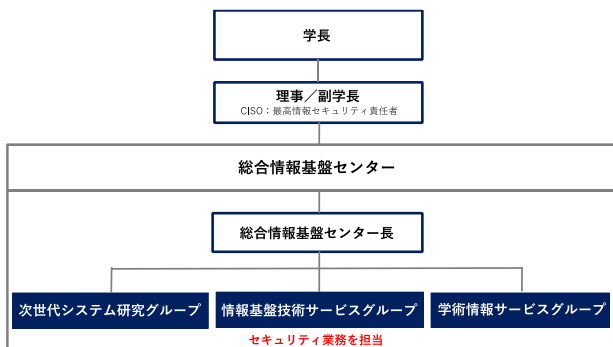 学長
理事／副学長
CISO：最高情報セキュリティ責任者
総合情報基盤センター
総合情報基盤センター長
次世代システム研究グループ
情報基盤技術サービスグループ
学術情報サービスグループ
セキュリティ業務を担当